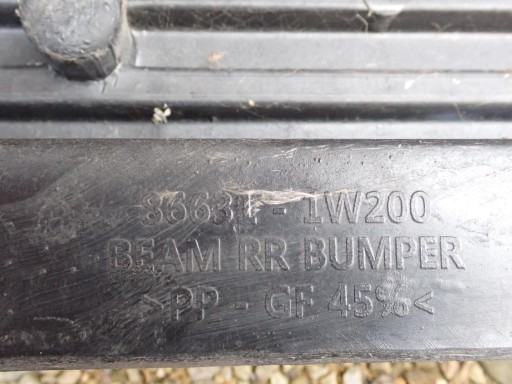 86631 - 1W200
BEAM RR BUMPER
>PP - GF 45%<